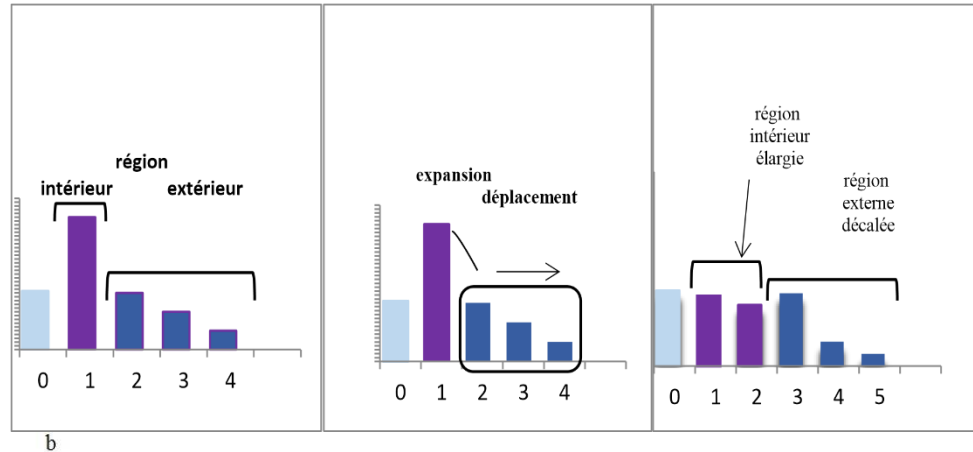 région
intérieur extérieur
0 1 2 3 4
expansion
déplacement
0 1 2 3 4
région
intérieur
élargie
région
externe
décalée
0 1 2 3 4 5
b